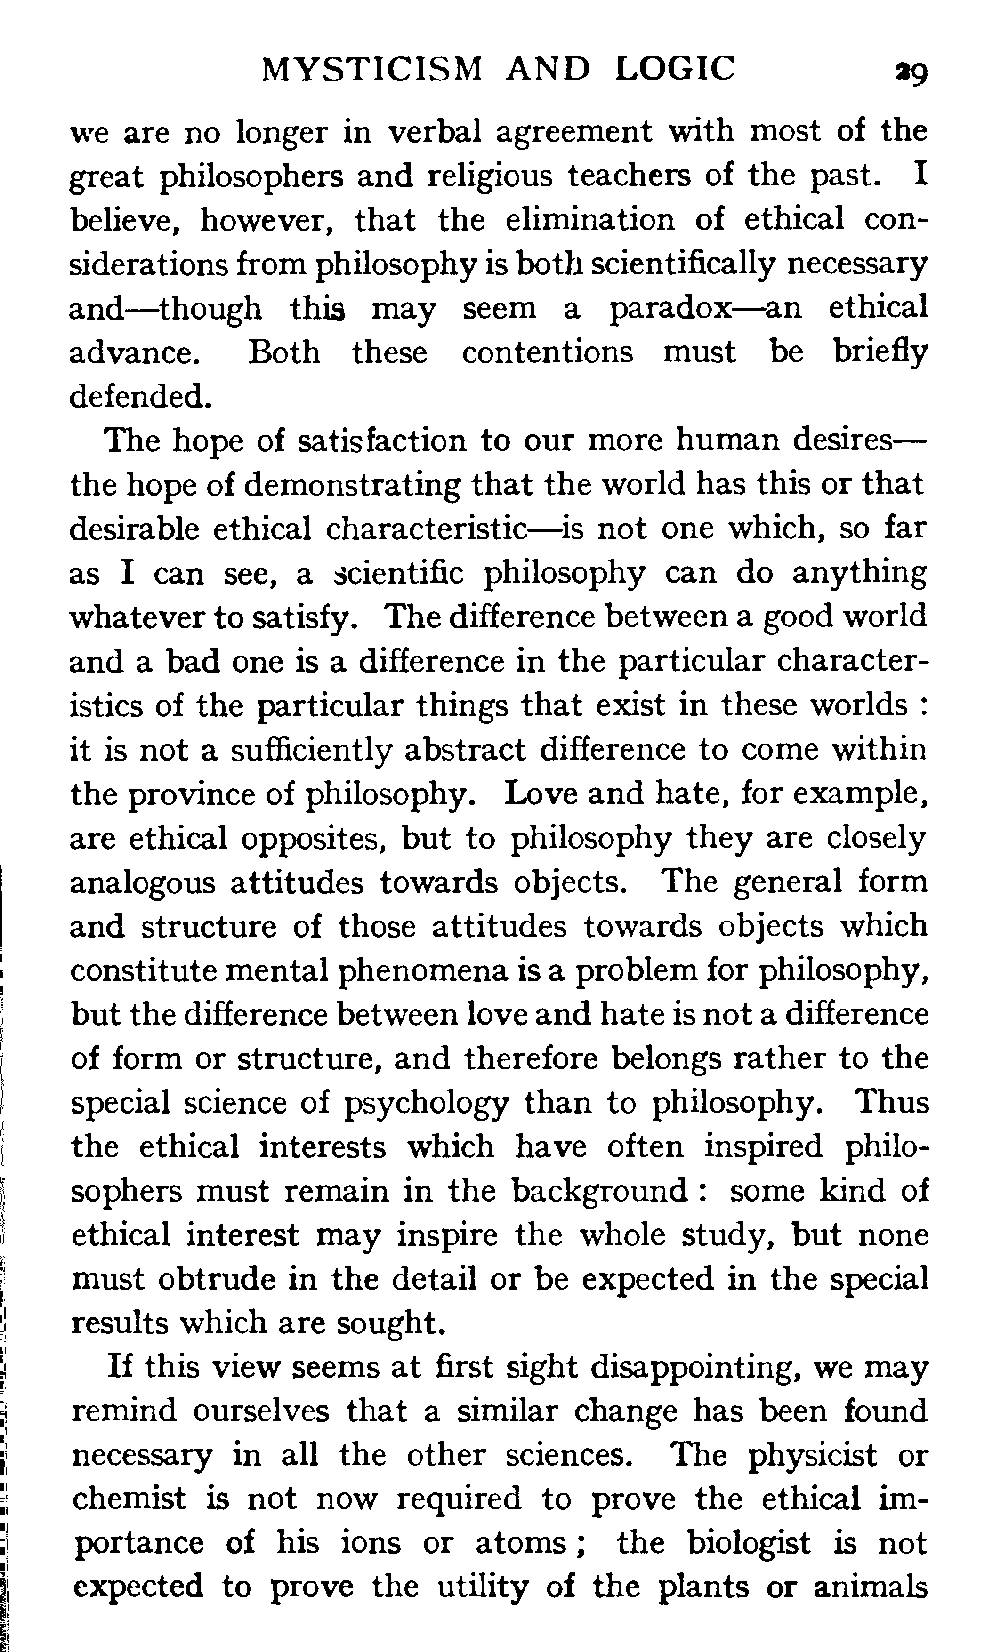 MYSTICISM AND LOGIC 29
we are no longer in verbal agreement with most of the
great philosophers and religious teachers of the past. I
believe, however, that the elimination of ethical con-
siderations from philosophy is both scientifically necessary
and—though this may seem a paradox—an ethical
advance. Both these contentions must be briefly
defended.
The hope of satisfaction to our more human desires—
the hope of demonstrating that the world has this or that
desirable ethical characteristic—is not one which, so far
as I can see, a scientific philosophy can do anything
whatever to satisfy. The difference between a good world
and a bad one is a difference in the particular character-
istics of the particular things that exist in these worlds :
it is not a sufficiently abstract difference to come within
the province of philosophy. Love and hate, for example,
are ethical opposites, but to philosophy they are closely
analogous attitudes towards objects. The general form
and structure of those attitudes towards objects which
constitute mental phenomena is a problem for philosophy,
but the difference between love and hate is not a difference
of form or structure, and therefore belongs rather to the
special science of psychology than to philosophy. Thus
the ethical interests which have often inspired philo-
sophers must remain in the background : some kind of
ethical interest may inspire the whole study, but none
must obtrude in the detail or be expected in the special
results which are sought.
If this view seems at first sight disappointing, we may
remind ourselves that a similar change has been found
necessary in all the other sciences. The physicist or
chemist is not now required to prove the ethical im-
portance of his ions or atoms ; the biologist is not
expected to prove the utility of the plants or animals